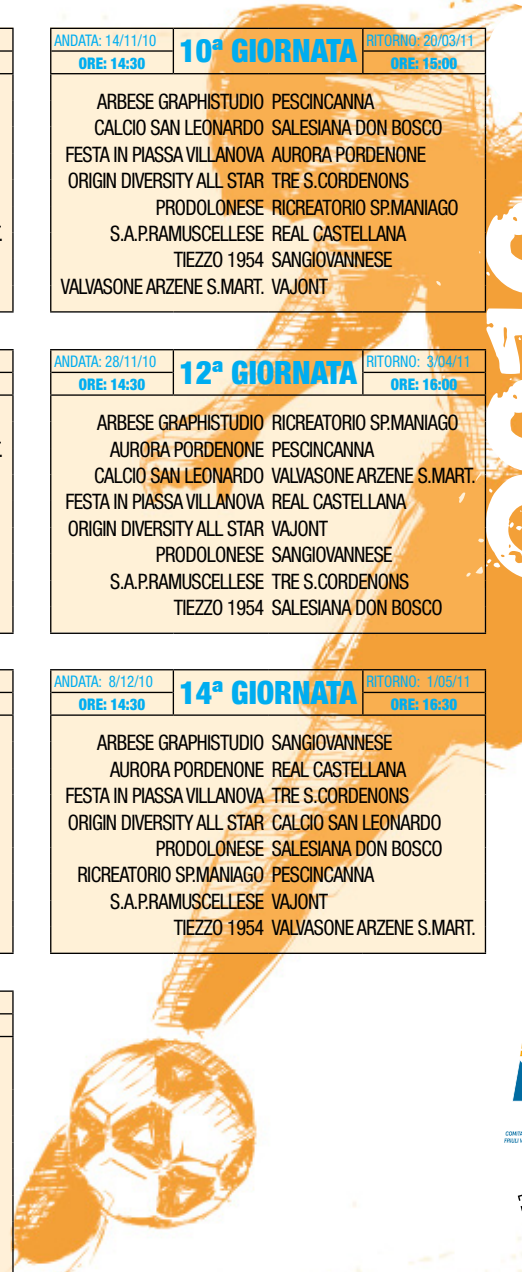 ANDATA: 14/11/10 10ª GIORNATA RITORNO: 20/03/11
ORE: 14:30 ORE: 15:00
ARBESE GRAPHISTUDIO PESCINCANNA
CALCIO SAN LEONARDO SALESIANA DON BOSCO
FESTA IN PIASSA VILLANOVA AURORA PORDENONE
ORIGIN DIVERSITY ALL STAR TRE S.CORDENONS
PRODOLONESE RICREATORIO SP.MANIAGO
S.A.P.RAMUSCELLESE REAL CASTELLANA
TIEZZO 1954 SANGIOVANNESE
VALVASONE ARZENE S.MART. VAJONT
ANDATA: 28/11/10 12ª GIORNATA RITORNO: 3/04/11
ORE: 14:30 ORE: 16:00
ARBESE GRAPHISTUDIO RICREATORIO SP.MANIAGO
AURORA PORDENONE PESCINCANNA
CALCIO SAN LEONARDO VALVASONE ARZENE S.MART.
FESTA IN PIASSA VILLANOVA REAL CASTELLANA
ORIGIN DIVERSITY ALL STAR VAJONT
PRODOLONESE SANGIOVANNESE
S.A.P.RAMUSCELLESE TRE S.CORDENONS
TIEZZO 1954 SALESIANA DON BOSCO
ANDATA: 8/12/10 14ª GIORNATA RITORNO: 1/05/11
ORE: 14:30 ORE: 16:30
ARBESE GRAPHISTUDIO SANGIOVANNESE
AURORA PORDENONE REAL CASTELLANA
FESTA IN PIASSA VILLANOVA TRE S.CORDENONS
ORIGIN DIVERSITY ALL STAR CALCIO SAN LEONARDO
PRODOLONESE SALESIANA DON BOSCO
RICREATORIO SP.MANIAGO PESCINCANNA
S.A.P.RAMUSCELLESE VAJONT
TIEZZO 1954 VALVASONE ARZENE S.MART.